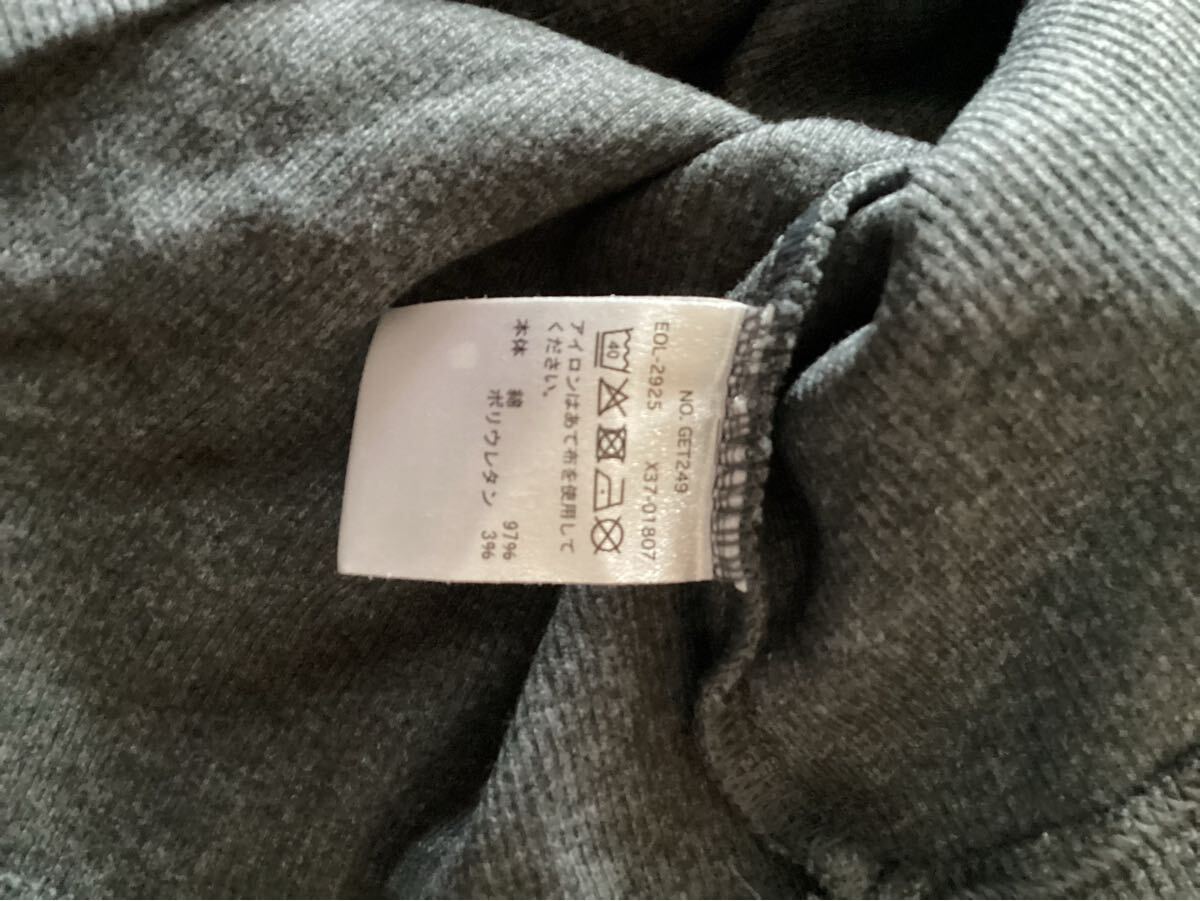 NO. GET249
EOL-2925 X37-01807
40
アイロンはあて布を使用して
ください。
本体 綿 97%
ポリウレタン 3%